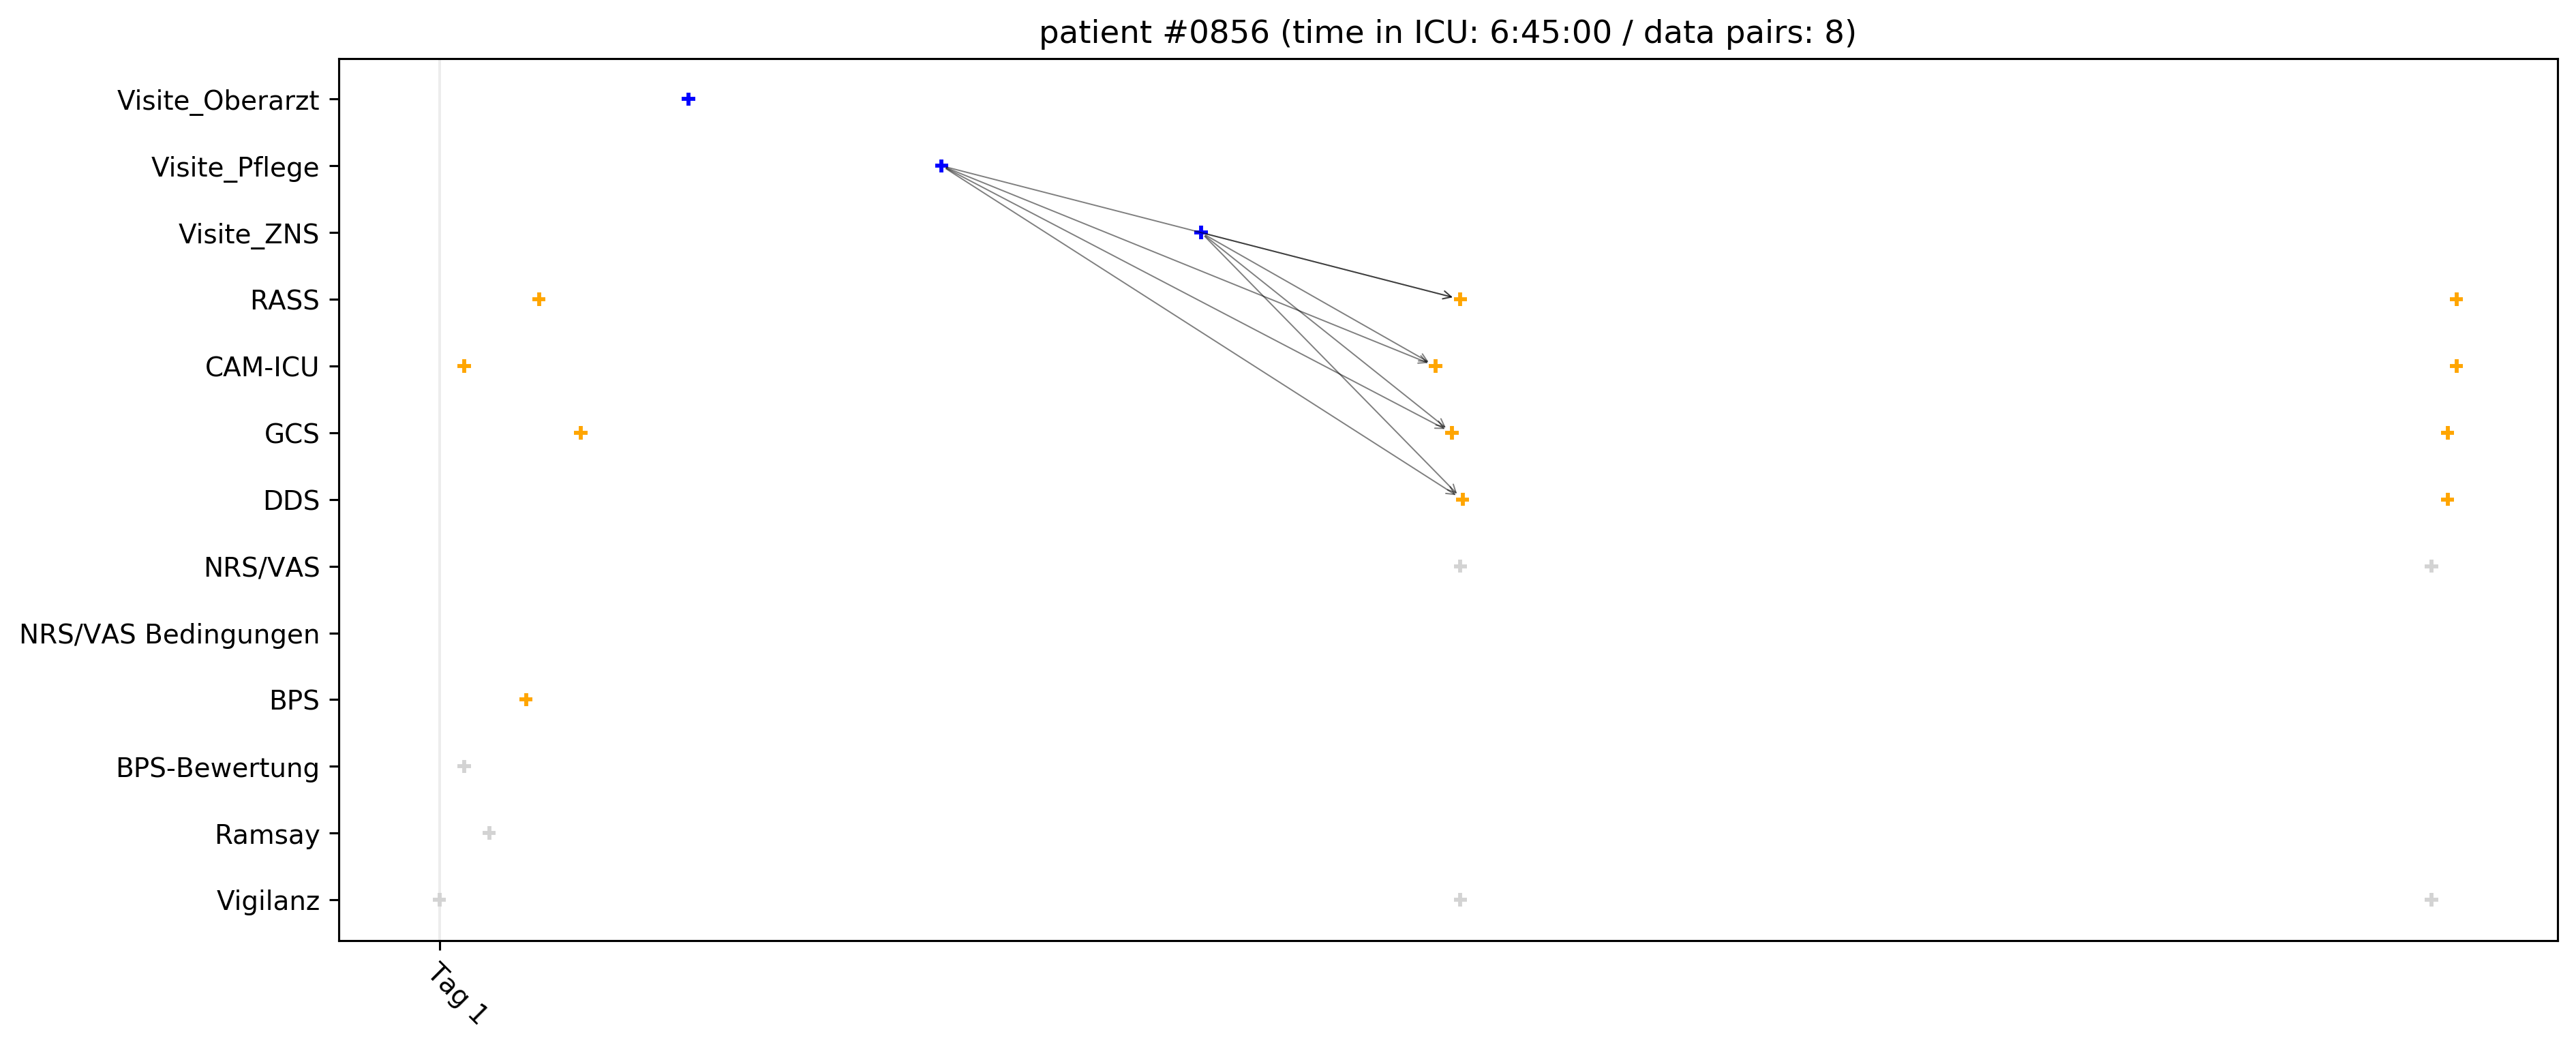 patient #0856 (time in ICU: 6:45:00 / data pairs: 8)
Visite_Oberarzt
Visite_Pflege
Visite_ZNS
RASS
CAM-ICU
GCS
DDS
NRS/VAS
NRS/VAS Bedingungen
BPS
BPS-Bewertung
Ramsay
Vigilanz
Tag 1